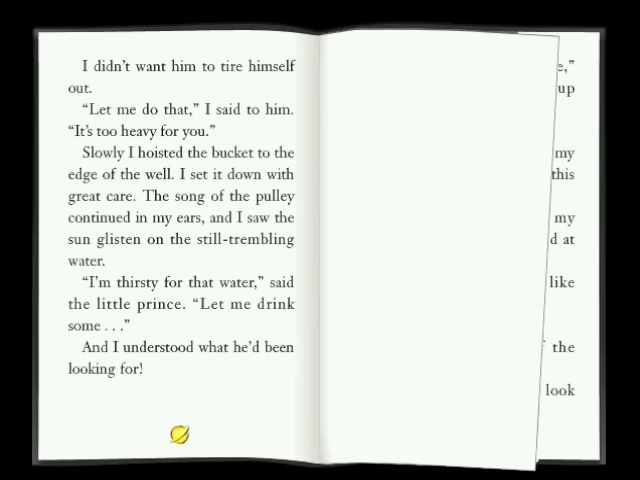 I didn't want him to tire himself
out.
“Let me do that,” I said to him.
“It's too heavy for you.”
Slowly I hoisted the bucket to the
edge of the well. I set it down with
great care. The song of the pulley
continued in my ears, and I saw the
sun glisten on the still-trembling
water.
“I'm thirsty for that water,” said
the little prince. “Let me drink
some . . .”
And I understood what he'd been
looking for!
e,”
up
my
this
my
d at
like
the
look